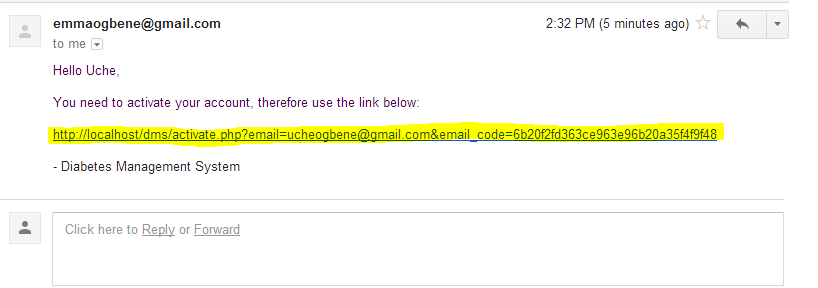 emmaogbene@gmail.com 2:32 PM (5 minutes ago)
to me
Hello Uche,
You need to activate your account, therefore use the link below:
http://localhost/dms/activate.php?email=ucheogbene@gmail.com&email_code=6b20f2fd363ce963e96b20a35f4f9f48
- Diabetes Management System
Click here to Reply or Forward